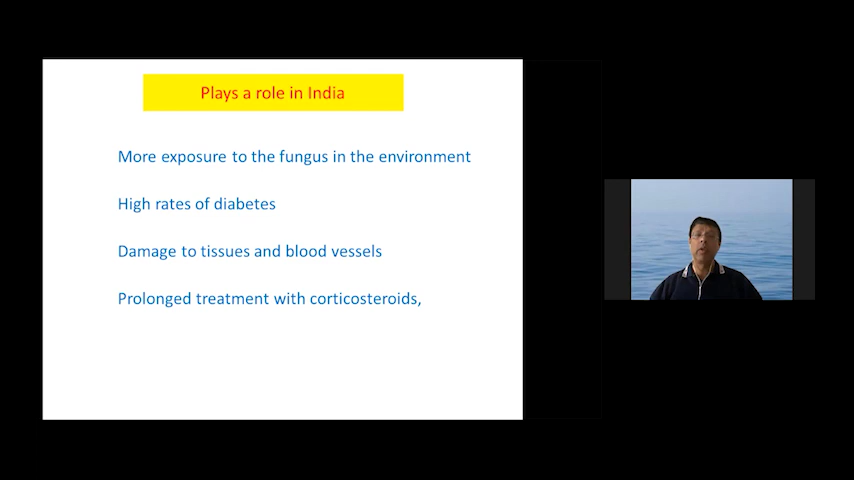 Plays a role in India
More exposure to the fungus in the environment
High rates of diabetes
Damage to tissues and blood vessels
Prolonged treatment with corticosteroids,